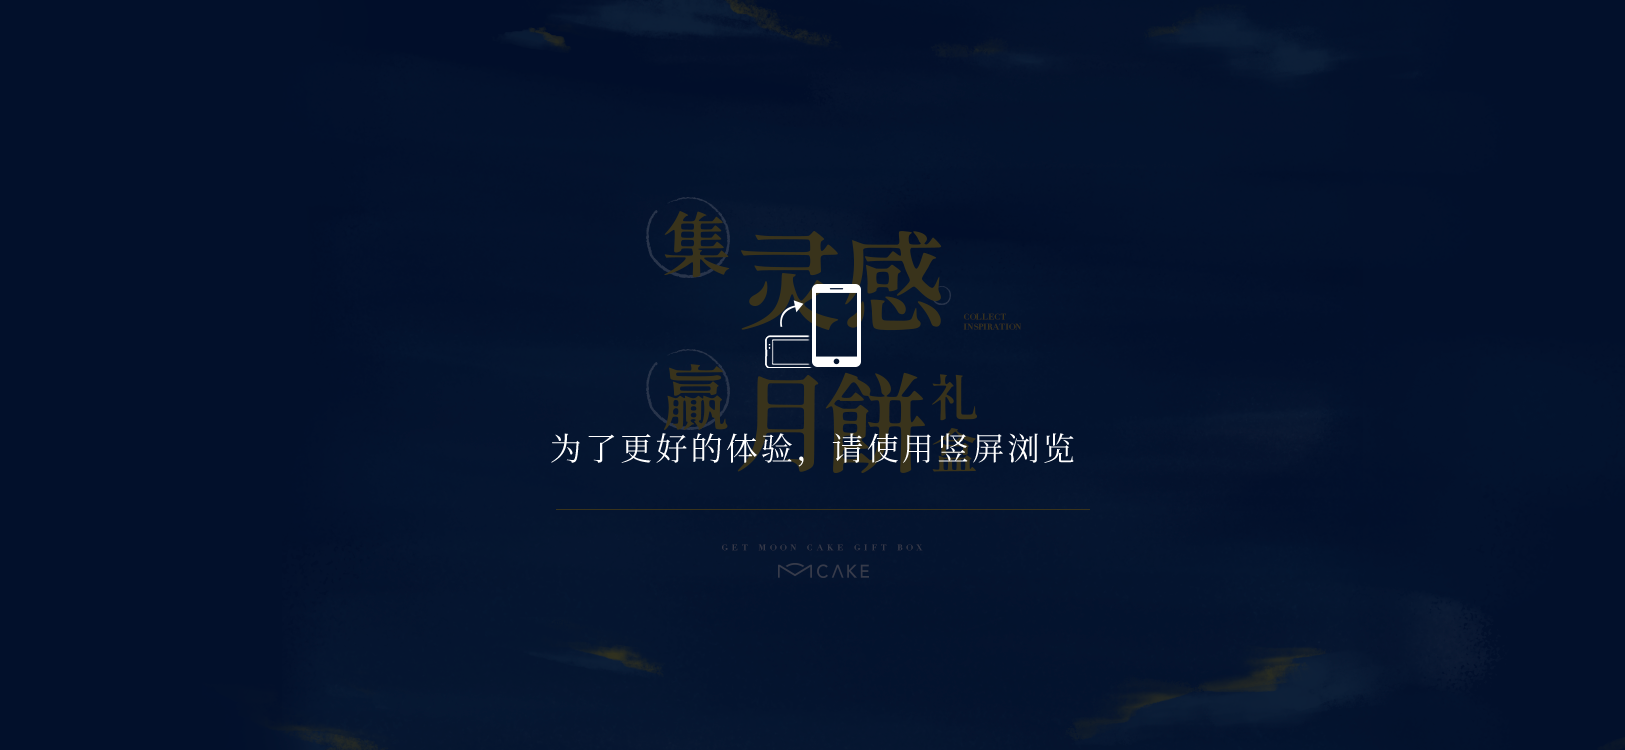 集灵感
COLLECT
INSPIRATION
赢月餅礼盒
为了更好的体验，请使用竖屏浏览
GET MOON CAKE GIFT BOX
MCAKE